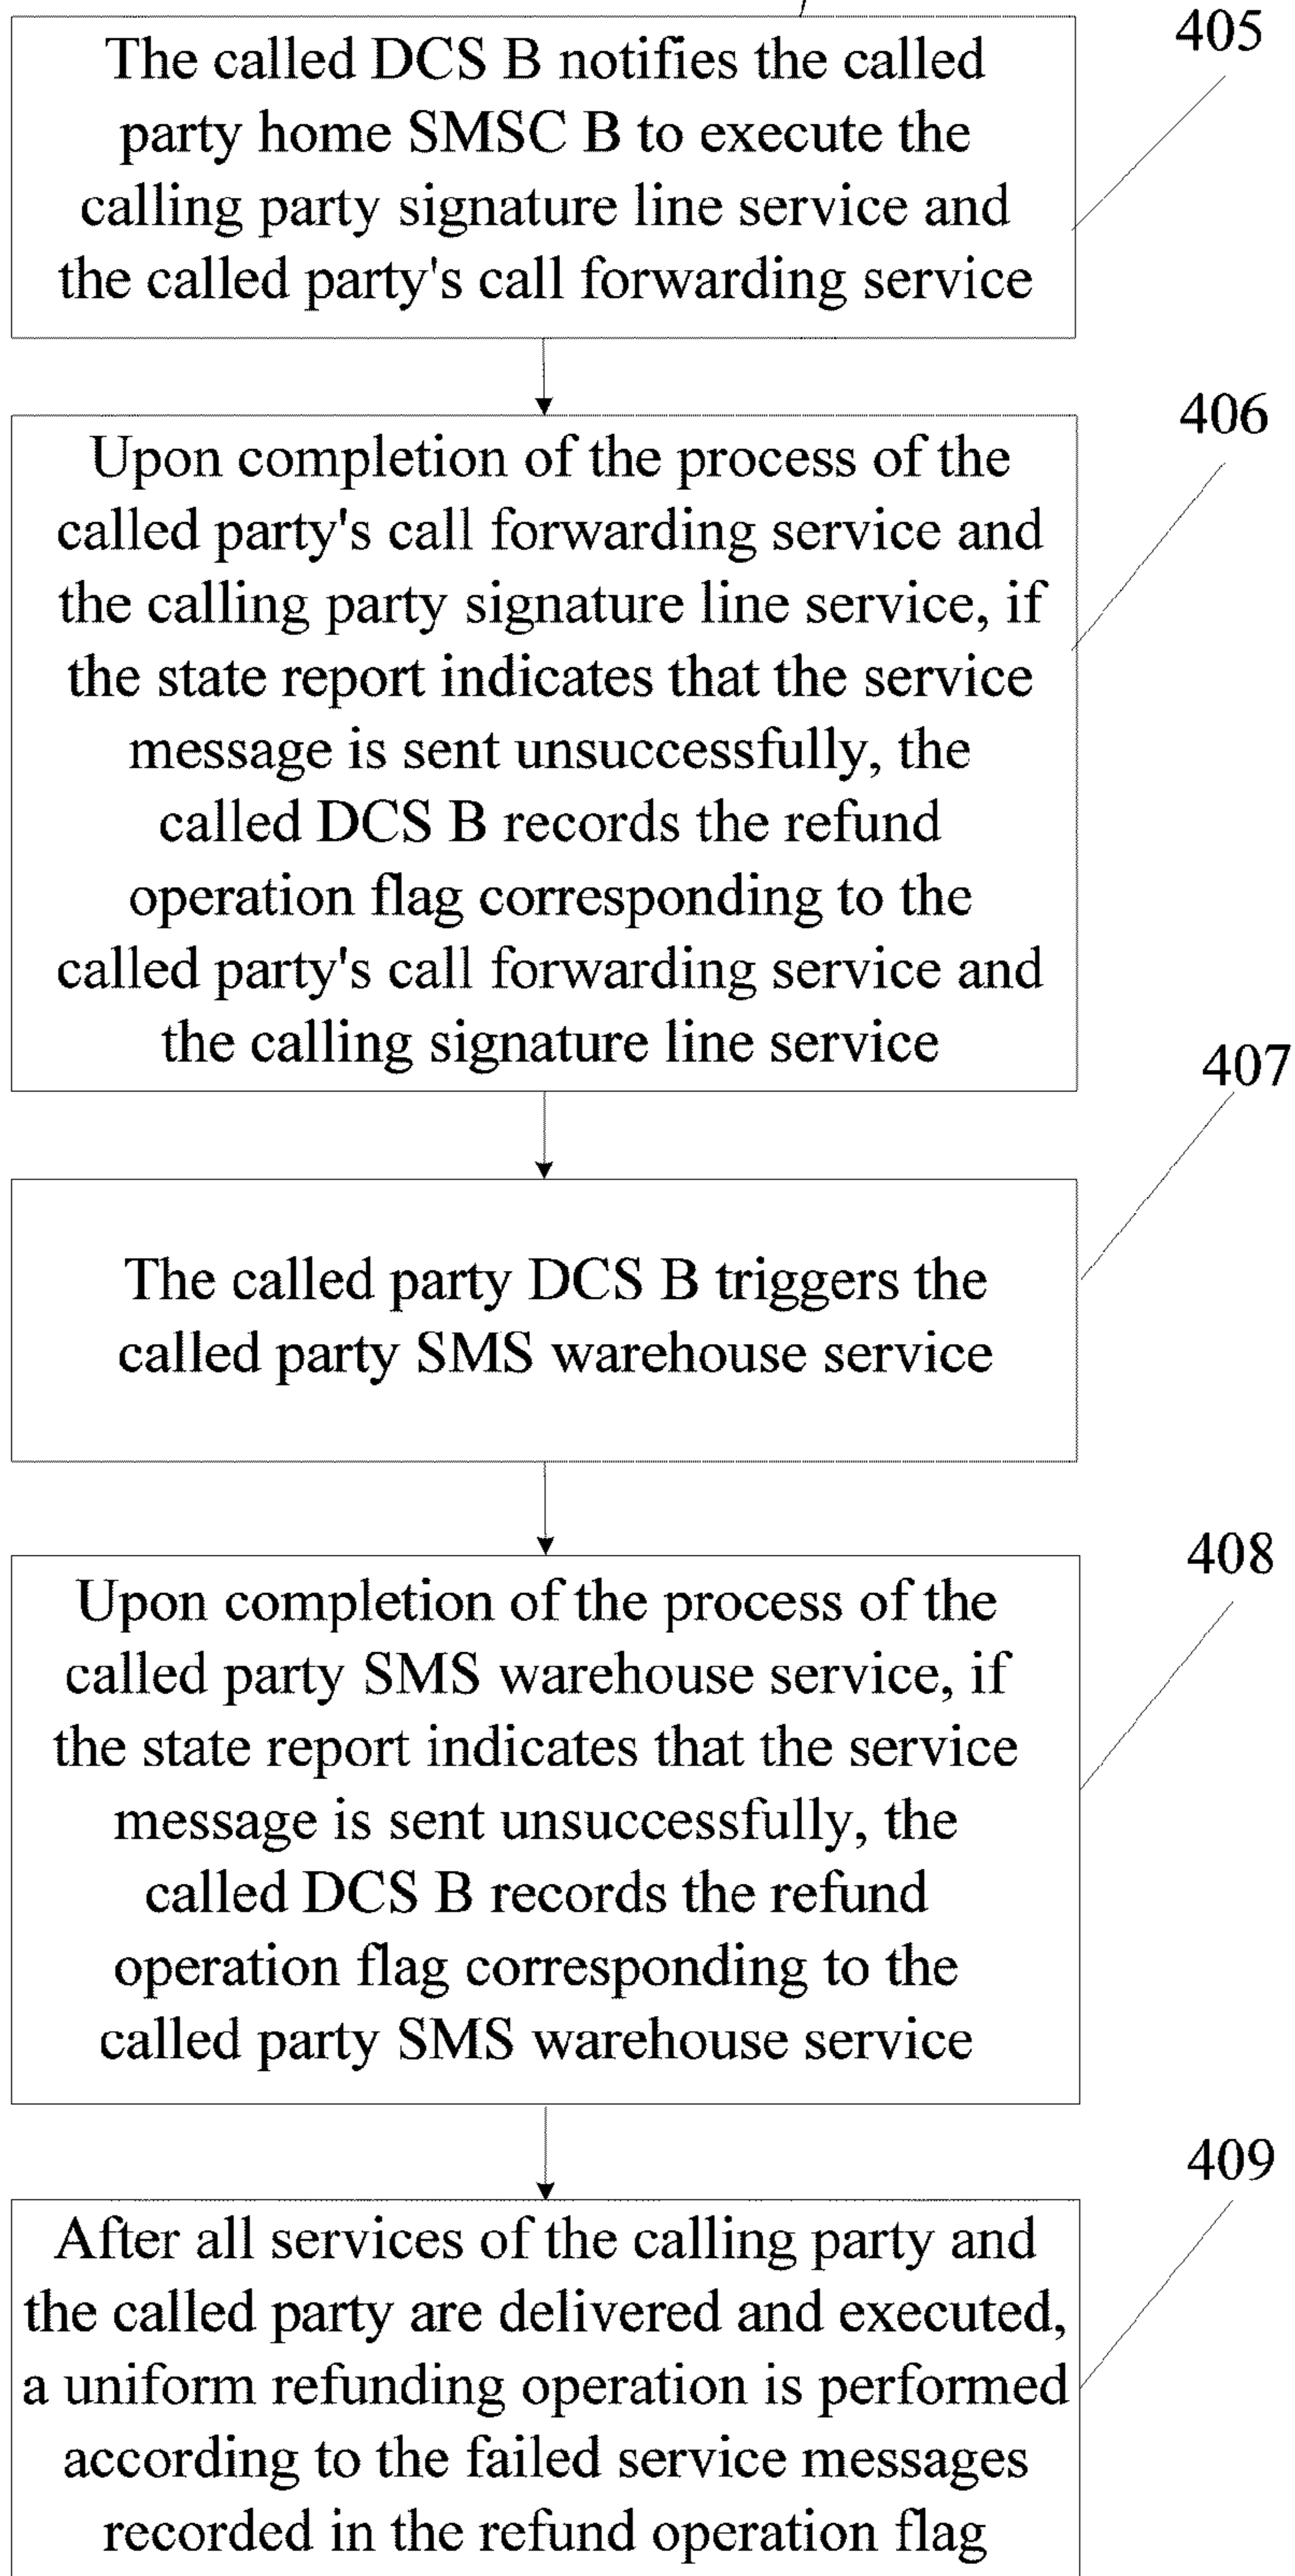 405
The called DCS B notifies the called
party home SMSC B to execute the
calling party signature line service and
the called party's call forwarding service
406
Upon completion of the process of the
called party's call forwarding service and
the calling party signature line service, if
the state report indicates that the service
message is sent unsuccessfully, the
called DCS B records the refund
operation flag corresponding to the
called party's call forwarding service and
the calling signature line service
407
The called party DCS B triggers the
called party SMS warehouse service
408
Upon completion of the process of the
called party SMS warehouse service, if
the state report indicates that the service
message is sent unsuccessfully, the
called DCS B records the refund
operation flag corresponding to the
called party SMS warehouse service
409
After all services of the calling party and
the called party are delivered and executed,
a uniform refunding operation is performed
according to the failed service messages
recorded in the refund operation flag